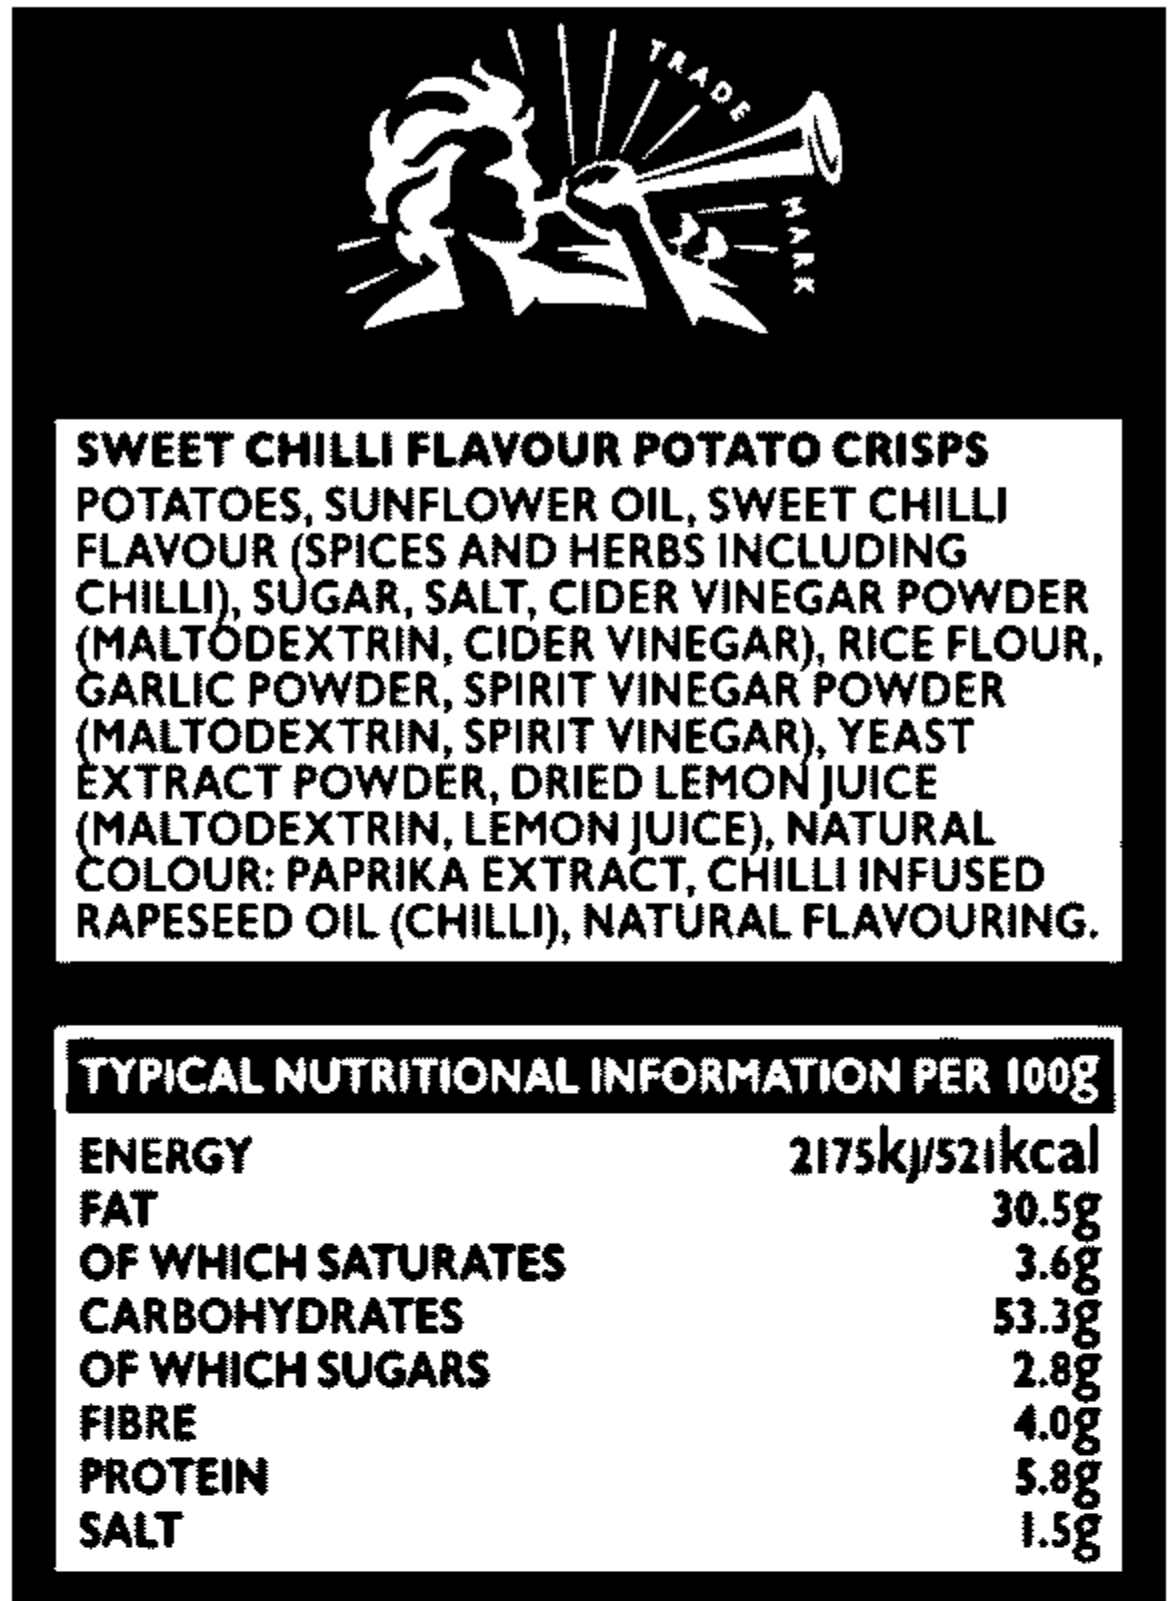 TRADE
MARK
SWEET CHILLI FLAVOUR POTATO CRISPS
POTATOES, SUNFLOWER OIL, SWEET CHILLI
FLAVOUR (SPICES AND HERBS INCLUDING
CHILLI), SUGAR, SALT, CIDER VINEGAR POWDER
(MALTODEXTRIN, CIDER VINEGAR), RICE FLOUR,
GARLIC POWDER, SPIRIT VINEGAR POWDER
(MALTODEXTRIN, SPIRIT VINEGAR), YEAST
EXTRACT POWDER, DRIED LEMON JUICE
(MALTODEXTRIN, LEMON JUICE), NATURAL
COLOUR: PAPRIKA EXTRACT, CHILLI INFUSED
RAPESEED OIL (CHILLI), NATURAL FLAVOURING.
TYPICAL NUTRITIONAL INFORMATION PER 100g
ENERGY 2175kJ/521kcal
FAT 30.5g
OF WHICH SATURATES 3.6g
CARBOHYDRATES 53.3g
OF WHICH SUGARS 2.8g
FIBRE 4.0g
PROTEIN 5.8g
SALT 1.5g